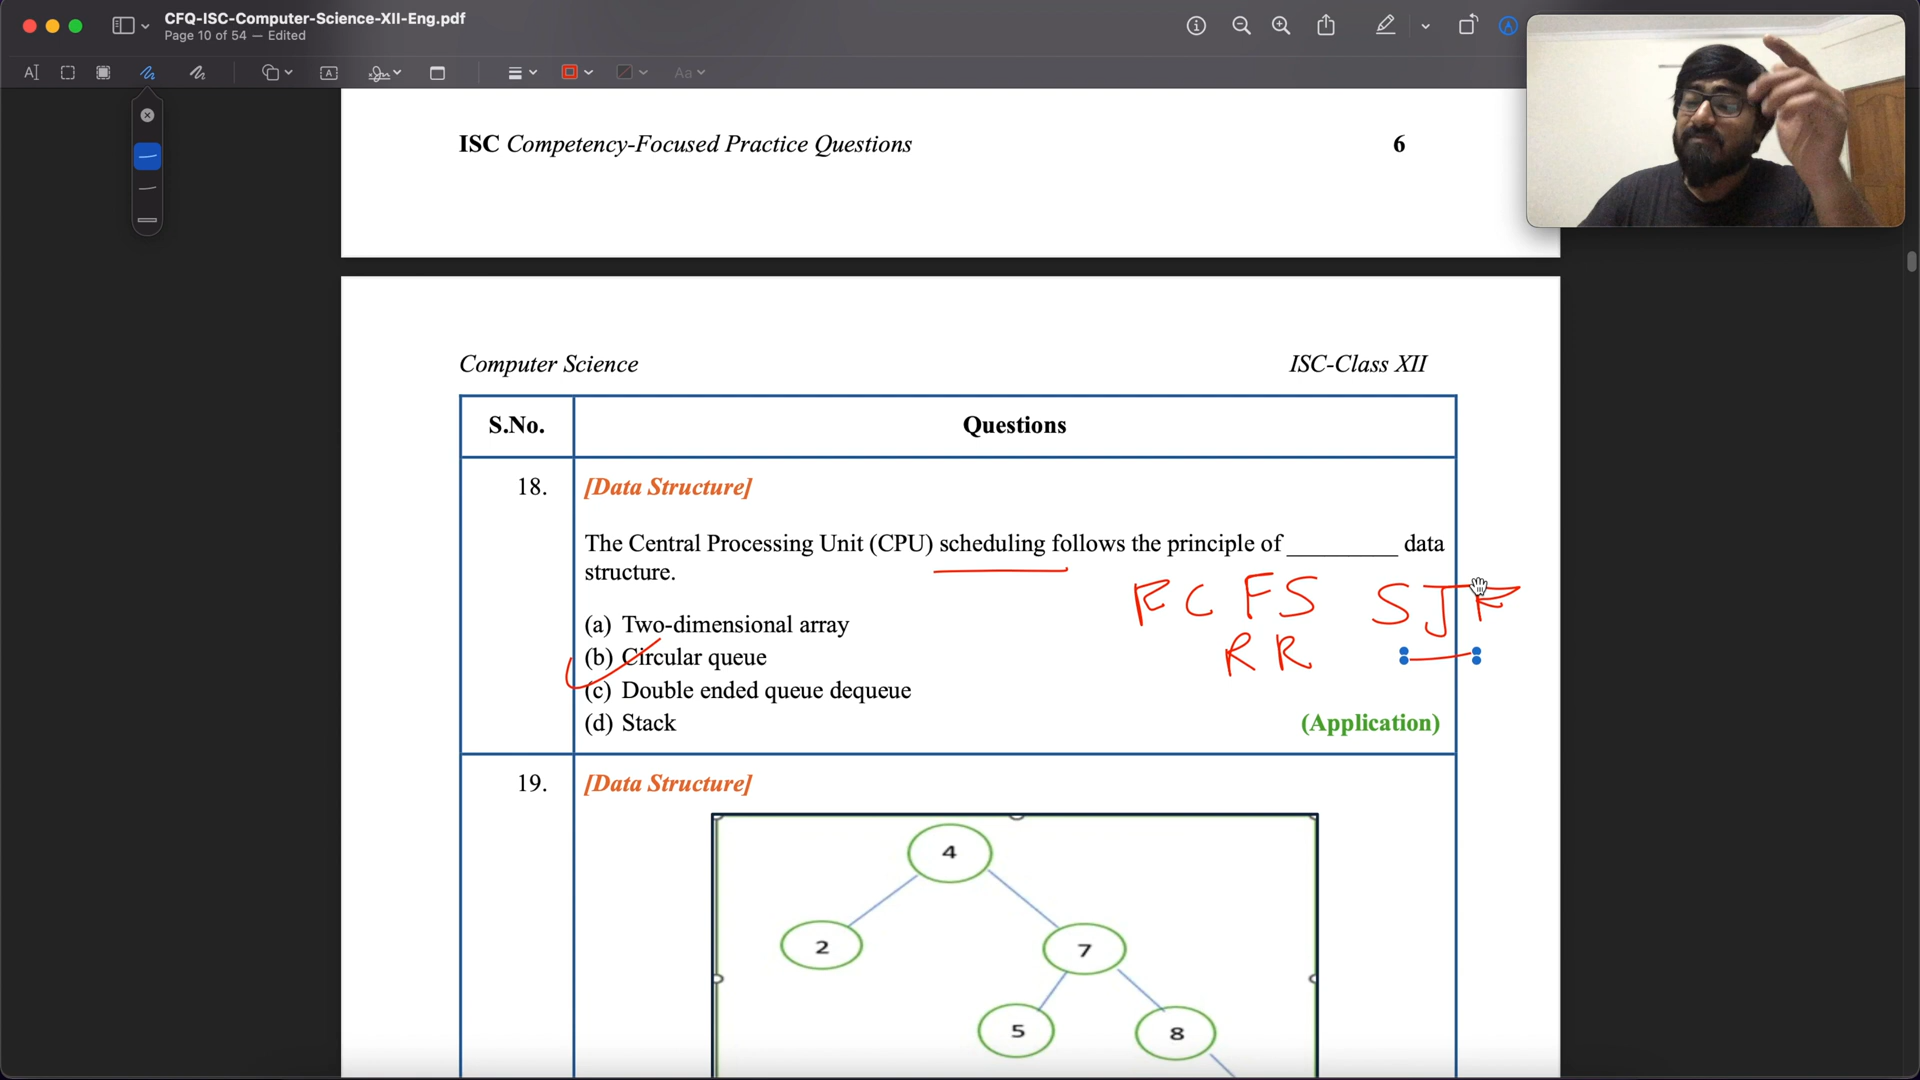 CFQ-ISC-Computer-Science-XII-Eng.pdf
Page 10 of 54 — Edited
ISC Competency-Focused Practice Questions 6
Computer Science ISC-Class XII
S.No. Questions
18. [Data Structure]
The Central Processing Unit (CPU) scheduling follows the principle of _________ data
structure.
FCFS SJF
(a) Two-dimensional array
RR
(b) Circular queue
(c) Double ended queue dequeue
(d) Stack (Application)
19. [Data Structure]
4
2 7
5 8